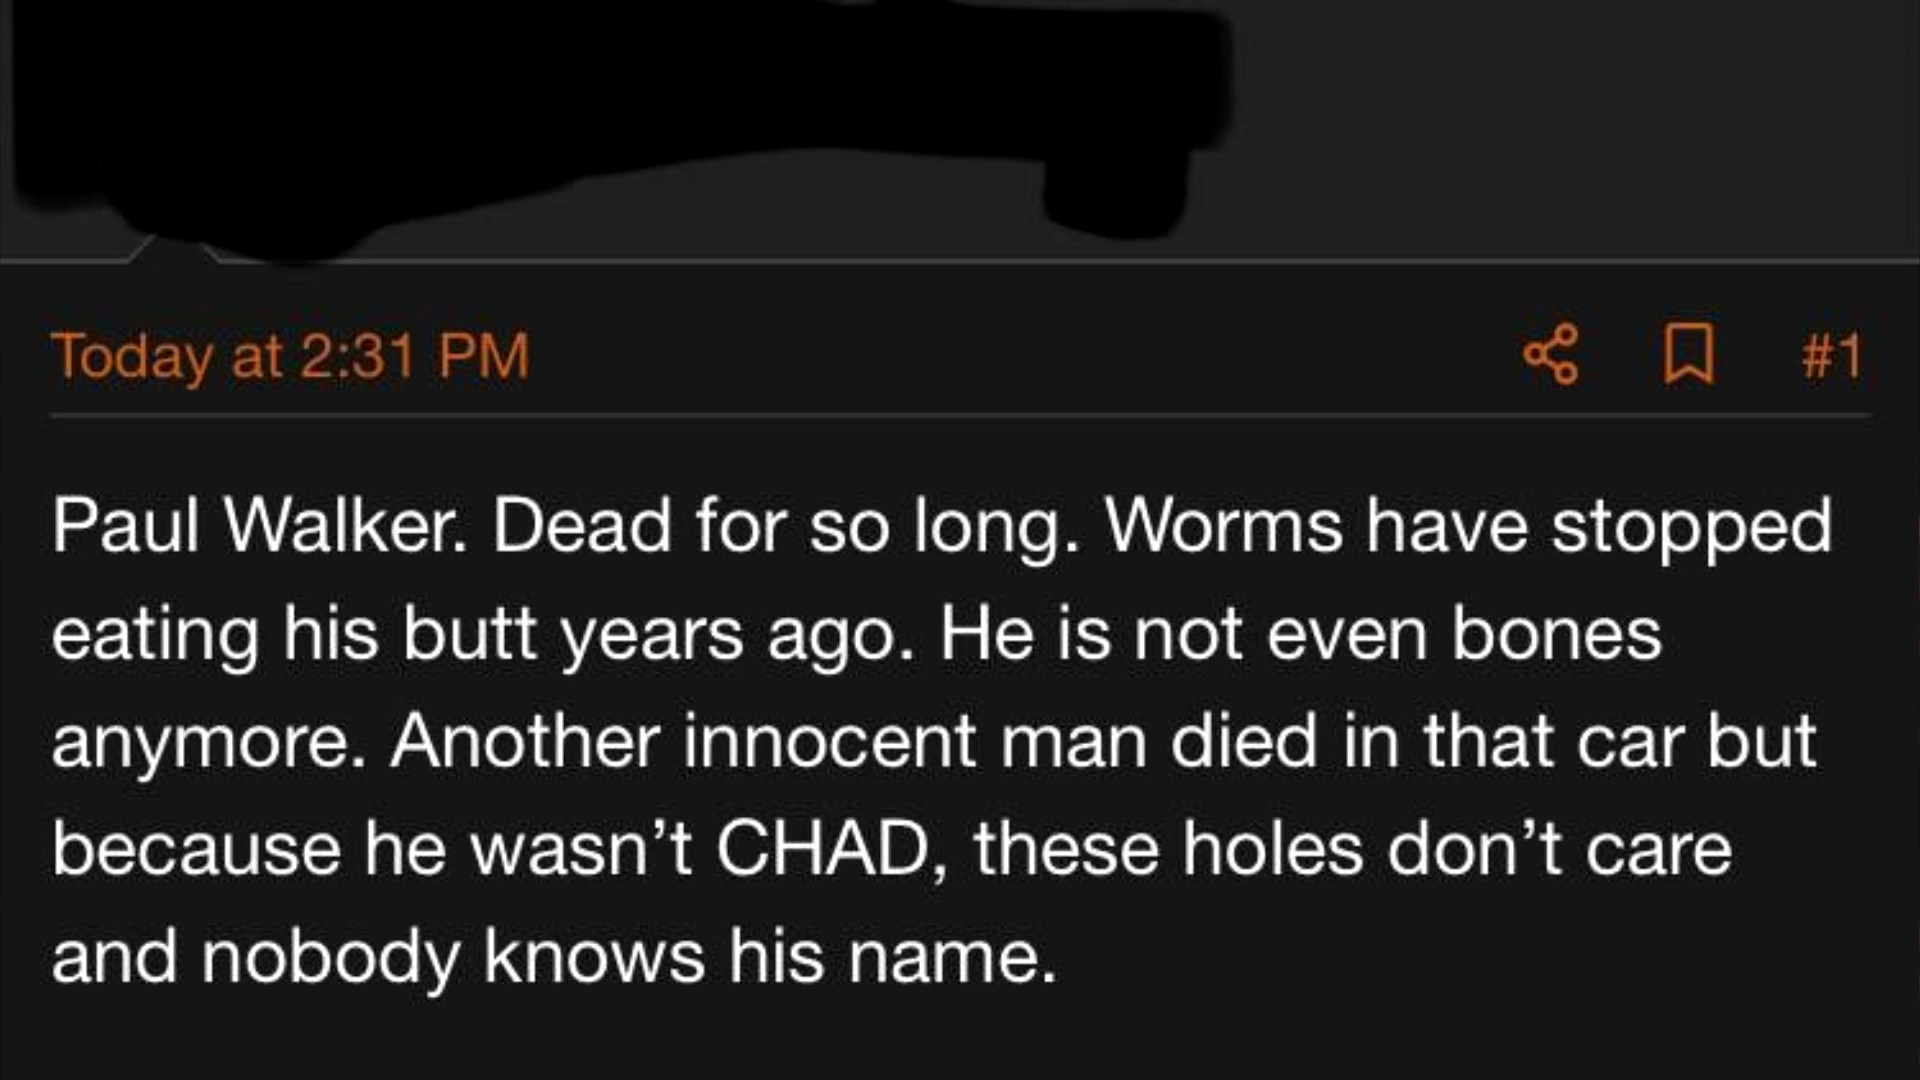 Today at 2:31 PM #1
Paul Walker. Dead for so long. Worms have stopped
eating his butt years ago. He is not even bones
anymore. Another innocent man died in that car but
because he wasn’t CHAD, these holes don’t care
and nobody knows his name.